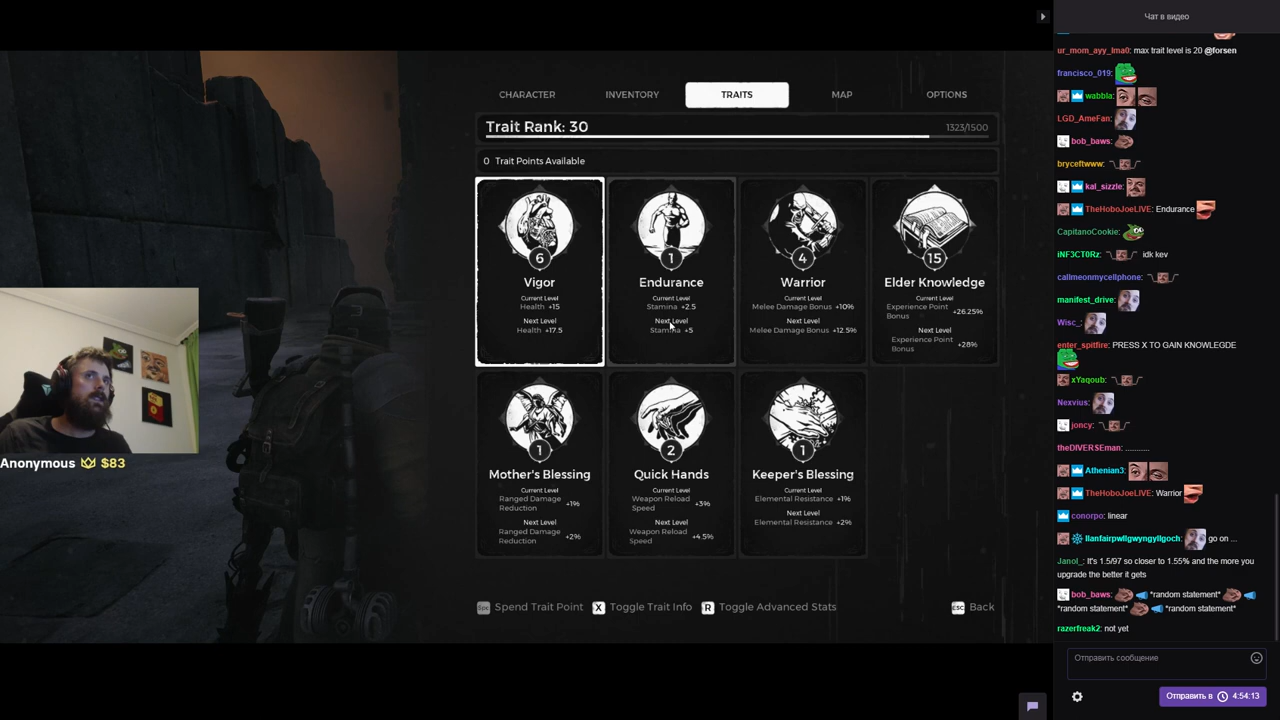 CHARACTER
INVENTORY
TRAITS
MAP
OPTIONS
Trait Rank: 30
1323/1500
0 Trait Points Available
6
Vigor
Current Level
Health +15
Next Level
Health +17.5
1
Endurance
Current Level
Stamina +2.5
Next Level
Stamina +5
4
Warrior
Current Level
Melee Damage Bonus +10%
Next Level
Melee Damage Bonus +12.5%
15
Elder Knowledge
Current Level
Experience Point
Bonus +26.25%
Next Level
Experience Point
Bonus +28%
1
Mother's Blessing
Current Level
Ranged Damage
Reduction +1%
Next Level
Ranged Damage
Reduction +2%
2
Quick Hands
Current Level
Weapon Reload
Speed +3%
Next Level
Weapon Reload
Speed +4.5%
1
Keeper's Blessing
Current Level
Elemental Resistance +1%
Next Level
Elemental Resistance +2%
Spc Spend Trait Point
X Toggle Trait Info
R Toggle Advanced Stats
ESC Back
Anonymous $83
Чат в видео
ur_mom_ayy_lma0: max trait level is 20 @forsen
francisco_019:
wabbla:
LGD_AmeFan:
bob_baws:
bryceftwww:
kal_sizzle:
TheHoboJoeLIVE: Endurance
CapitanoCookie:
iNF3CT0Rz: idk kev
callmeonmycellphone:
manifest_drive:
Wisc_:
enter_spitfire: PRESS X TO GAIN KNOWLEGDE
xYaqoub:
Nexvius:
joncy:
theDIVERSEman: ............
Athenian3:
TheHoboJoeLIVE: Warrior
conorpo: linear
llanfairpwllgwyngyllgoch: go on ...
Janol_: It's 1.5/97 so closer to 1.55% and the more you
upgrade the better it gets
bob_baws: *random statement*
*random statement* *random statement*
razerfreak2: not yet
Отправить сообщение
Отправить в 4:54:13